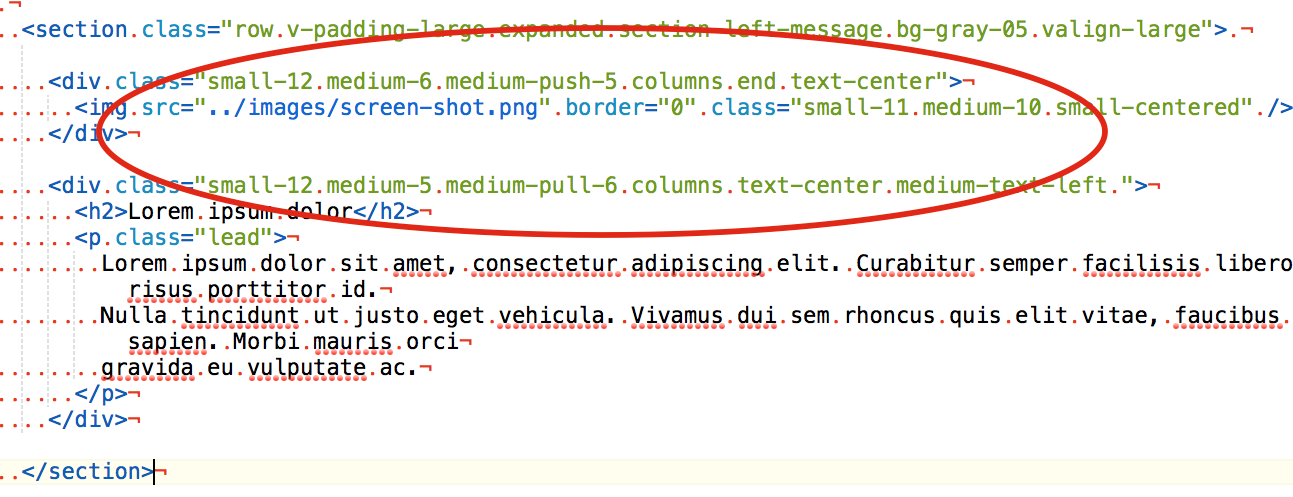 <section class="row v-padding-large expanded section left-message bg-gray-05 valign-large">
<div class="small-12 medium-6 medium-push-5 columns end text-center">
<img src="../images/screen-shot.png" border="0" class="small-11 medium-10 small-centered" />
</div>
<div class="small-12 medium-5 medium-pull-6 columns text-center medium-text-left ">
<h2>Lorem ipsum dolor</h2>
<p class="lead">
Lorem ipsum dolor sit amet, consectetur adipiscing elit. Curabitur semper facilisis libero
risus porttitor id.
Nulla tincidunt ut justo eget vehicula. Vivamus dui sem rhoncus quis elit vitae, faucibus
sapien. Morbi mauris orci
gravida eu vulputate ac.
</p>
</div>
</section>